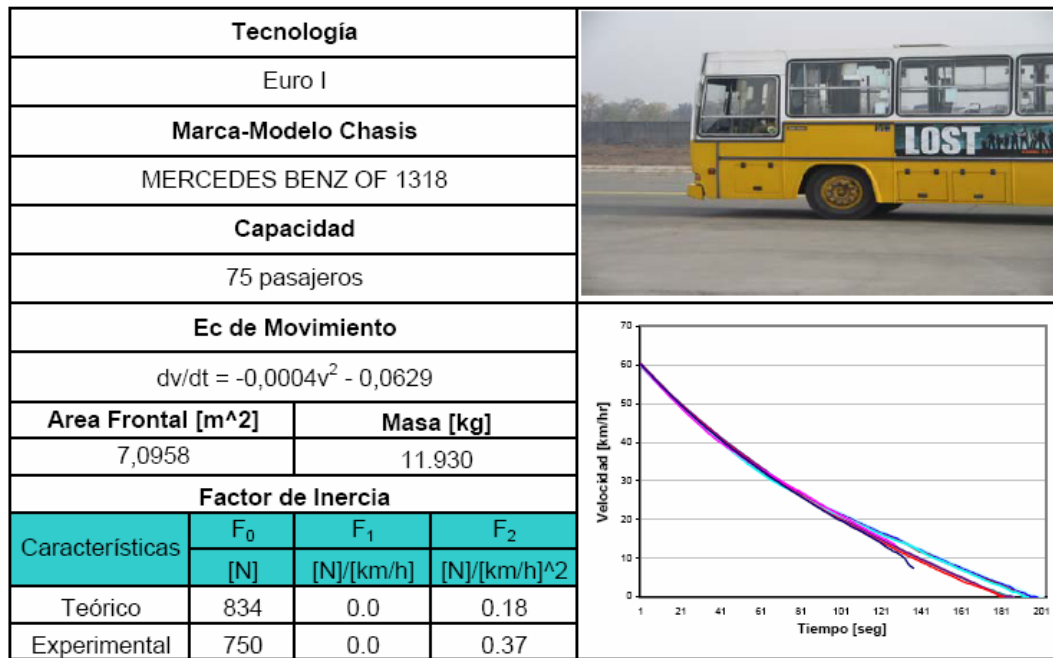 Tecnología
Euro I
Marca-Modelo Chasis
MERCEDES BENZ OF 1318
Capacidad
75 pasajeros
LOST
Ec de Movimiento
dv/dt = -0,0004v² - 0,0629
Area Frontal [m^2] Masa [kg]
7,0958 11.930
Factor de Inercia
Características F₀ F₁ F₂
[N] [N]/[km/h] [N]/[km/h]^2
Teórico 834 0.0 0.18
Experimental 750 0.0 0.37
Velocidad [km/hr]
70
60
50
40
30
20
10
0
1 21 41 61 81 101 121 141 161 181 201
Tiempo [seg]